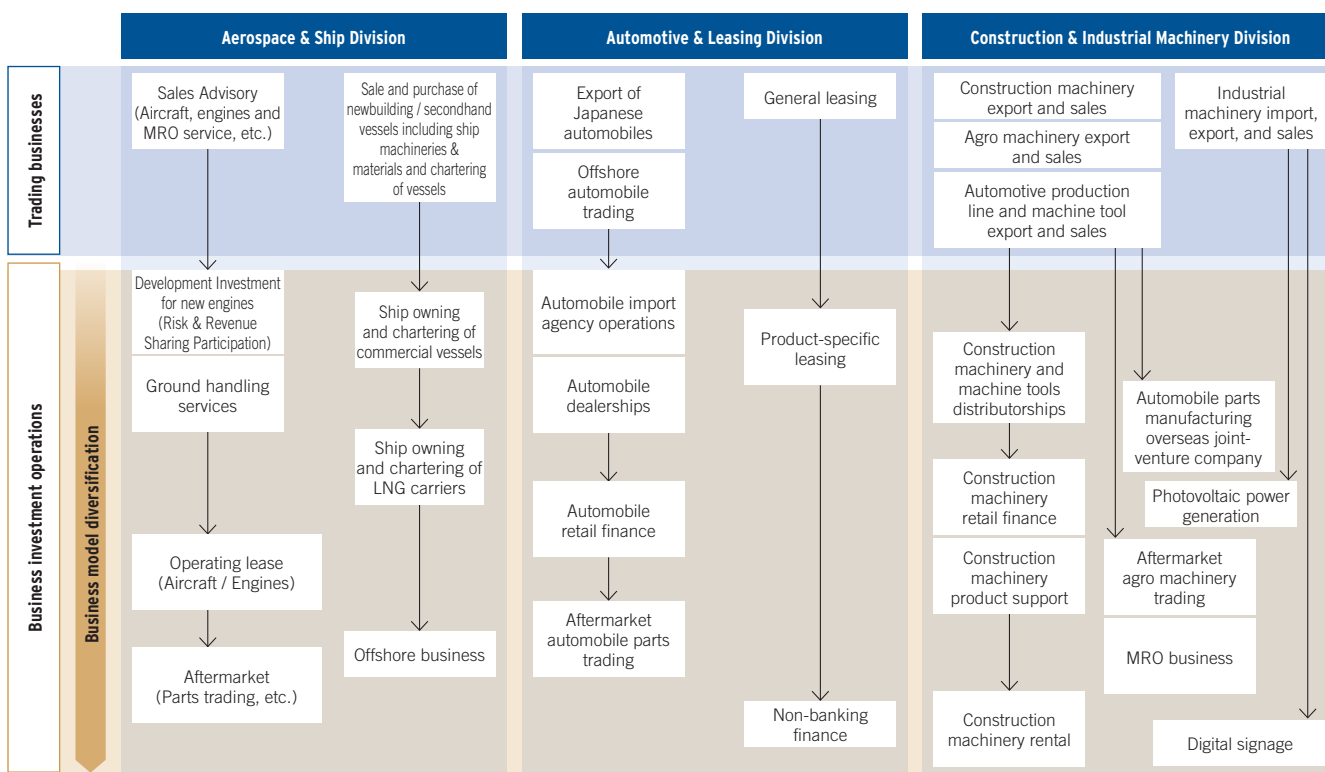 Aerospace & Ship Division
Automotive & Leasing Division
Construction & Industrial Machinery Division
Trading businesses
Sales Advisory
(Aircraft, engines and
MRO service, etc.)
Sale and purchase of
newbuilding / secondhand
vessels including ship
machineries &
materials and chartering
of vessels
Export of
Japanese
automobiles
Offshore
automobile
trading
General leasing
Construction machinery
export and sales
Agro machinery export
and sales
Automotive production
line and machine tool
export and sales
Industrial
machinery import,
export, and sales
Business investment operations
Business model diversification
Development Investment
for new engines
(Risk & Revenue
Sharing Participation)
Ground handling
services
Operating lease
(Aircraft / Engines)
Aftermarket
(Parts trading, etc.)
Ship owning
and chartering of
commercial vessels
Ship owning
and chartering of
LNG carriers
Offshore business
Automobile import
agency operations
Automobile
dealerships
Automobile
retail finance
Aftermarket
automobile parts
trading
Product-specific
leasing
Non-banking
finance
Construction
machinery and
machine tools
distributorships
Construction
machinery
retail finance
Construction
machinery
product support
Construction
machinery rental
Automobile parts
manufacturing
overseas joint-
venture company
Photovoltaic power
generation
Aftermarket
agro machinery
trading
MRO business
Digital signage